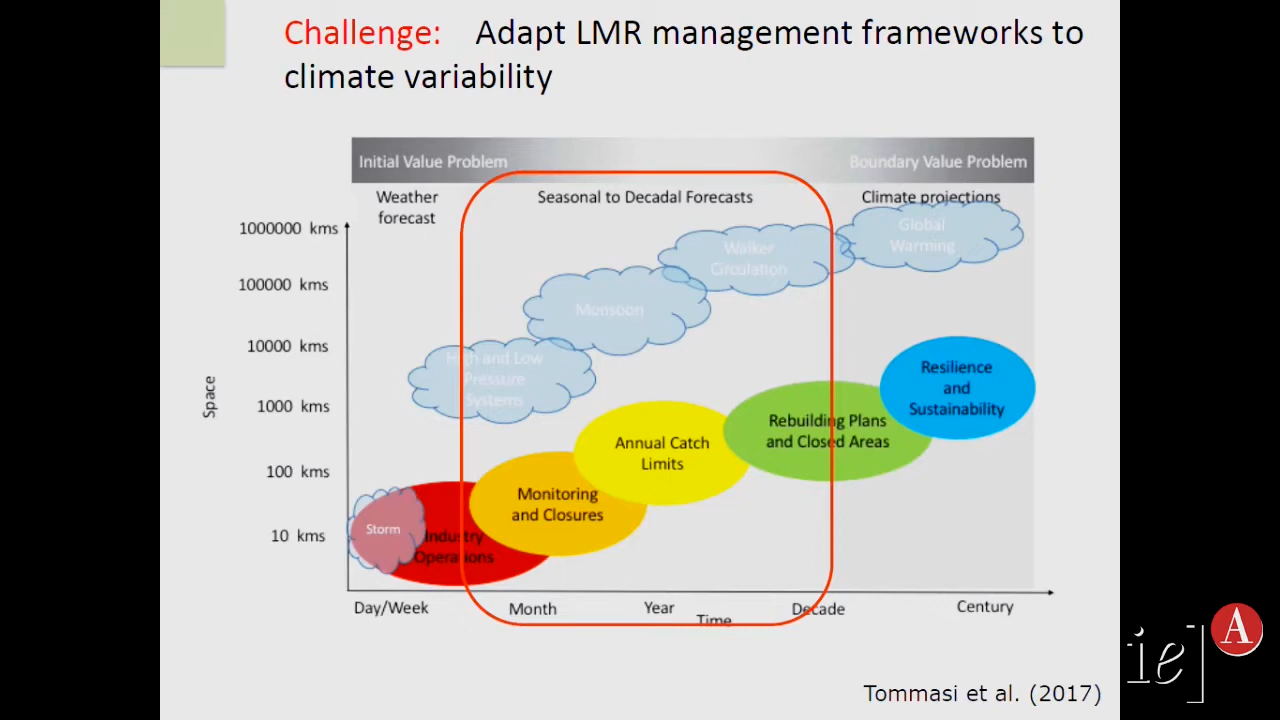 Challenge: Adapt LMR management frameworks to
climate variability
Initial Value Problem
Boundary Value Problem
Weather
forecast
Seasonal to Decadal Forecasts
Climate projections
1000000 kms
100000 kms
10000 kms
1000 kms
100 kms
10 kms
Space
Global
Warming
Walker
Circulation
Monsoon
High and Low
Pressure
Systems
Resilience
and
Sustainability
Rebuilding Plans
and Closed Areas
Annual Catch
Limits
Monitoring
and Closures
Storm
Industry
Operations
Day/Week
Month
Year
Decade
Century
Time
Tommasi et al. (2017)
ie]
A